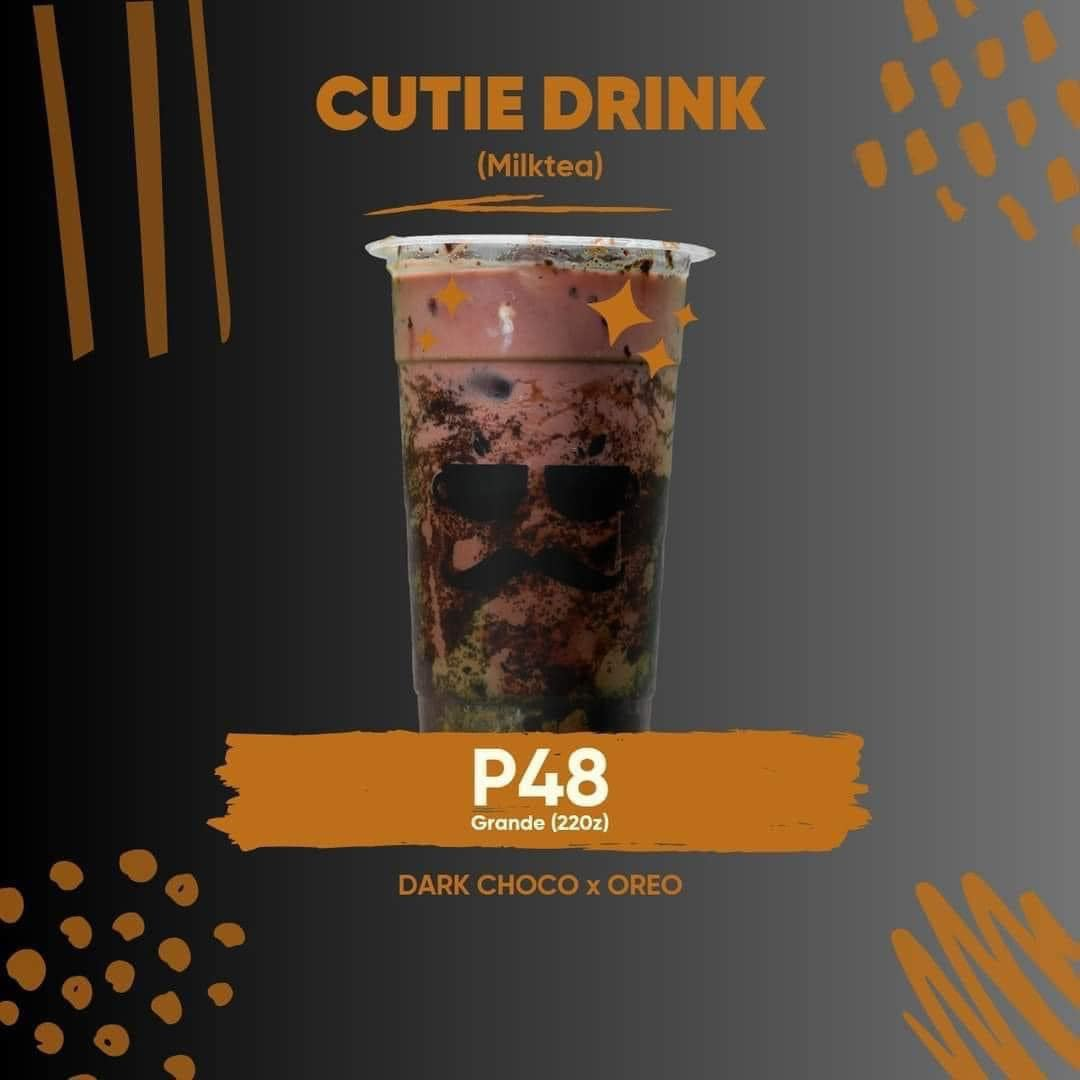 CUTIE DRINK
(Milktea)
P48
Grande (22Oz)
DARK CHOCO x OREO